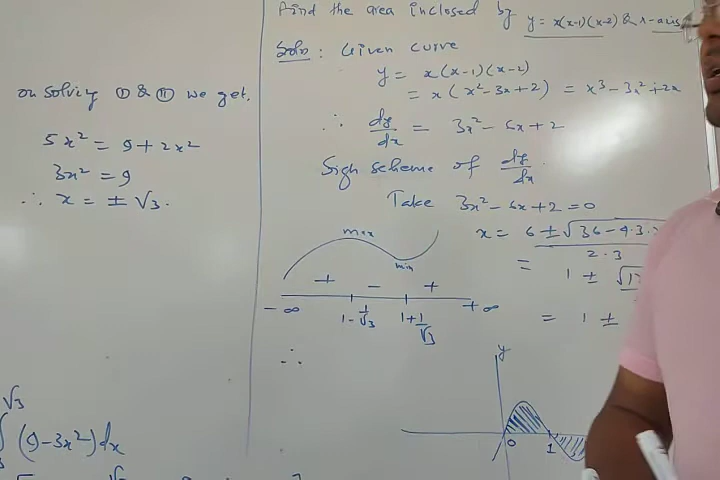 on solving ① & ② we get,
5x² = 9 + 2x²
3x² = 9
∴ x = ± √3.
√3
∫ (9-3x²)dx
Find the area inclosed by y = x(x-1)(x-2) & x-axis
Soln : Given curve
y = x(x-1)(x-2)
= x(x²-3x+2) = x³-3x²+2x
∴ dy/dx = 3x²-6x+2
Sign scheme of dy/dx.
Take 3x²-6x+2=0
x = 6 ± √36-4·3·
2·3
= 1 ± √12
= 1 ±
max
min
+ - +
-∞ 1-1/√3 1+1/√3 +∞
∴
y
0 1